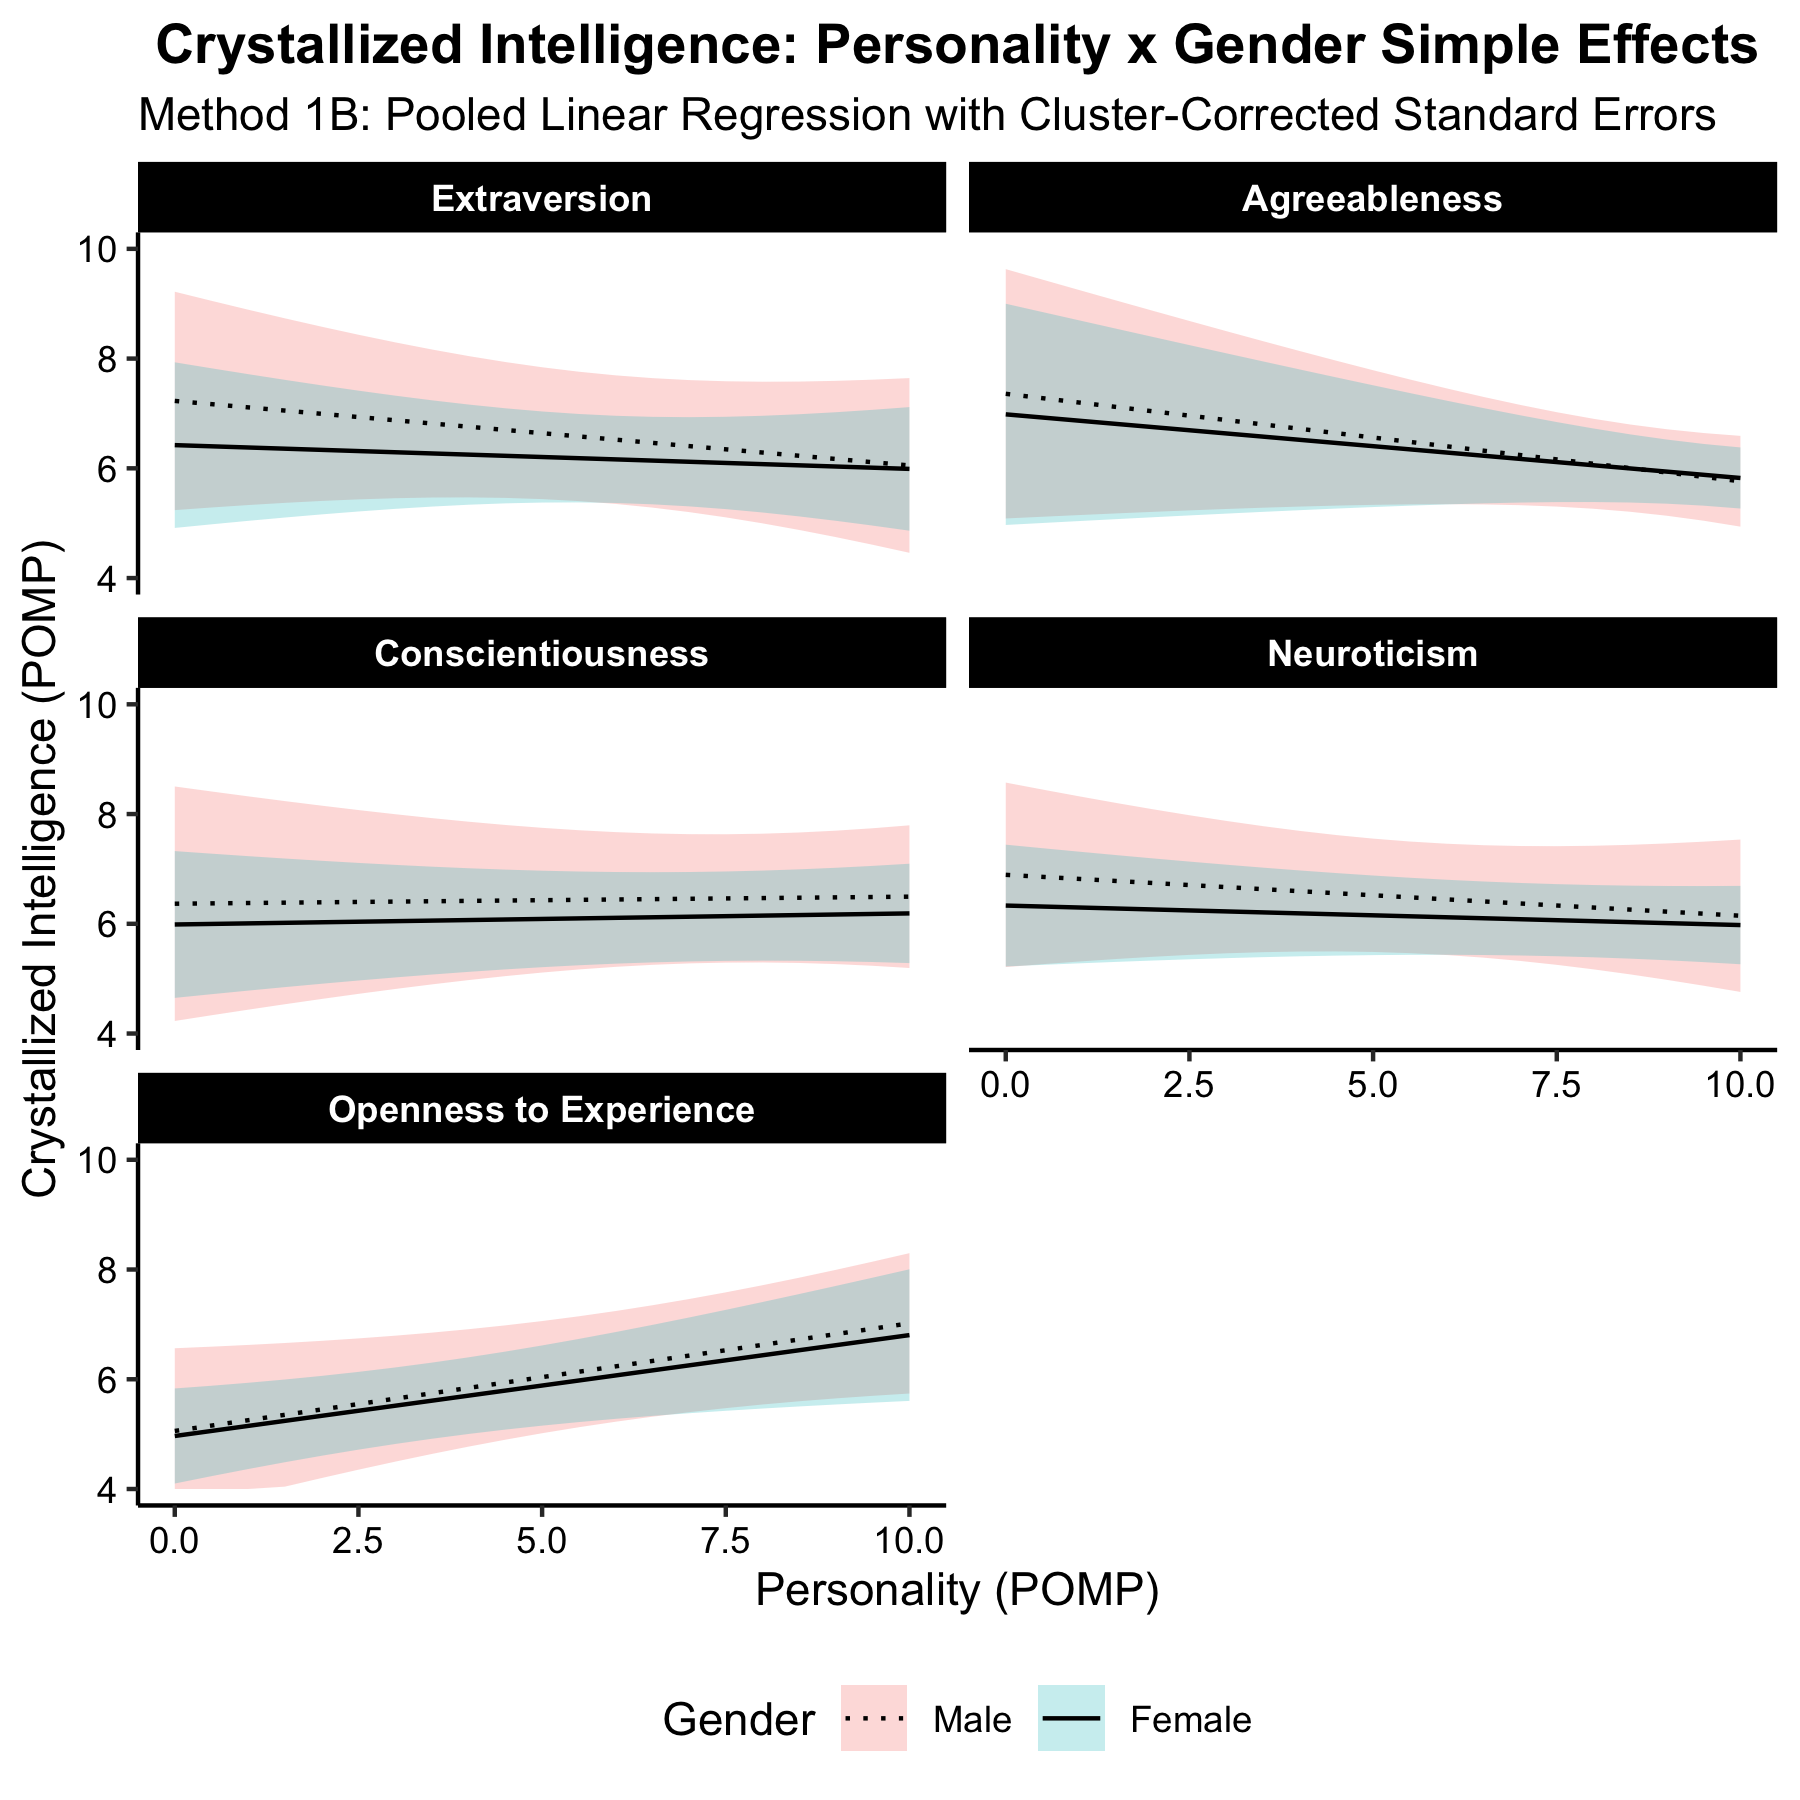 Crystallized Intelligence: Personality x Gender Simple Effects
Method 1B: Pooled Linear Regression with Cluster-Corrected Standard Errors
Extraversion
Agreeableness
10
8
6
4
Conscientiousness
Neuroticism
10
8
6
4
0.0 2.5 5.0 7.5 10.0
Openness to Experience
10
8
6
4
0.0 2.5 5.0 7.5 10.0
Crystallized Intelligence (POMP)
Personality (POMP)
Gender Male Female